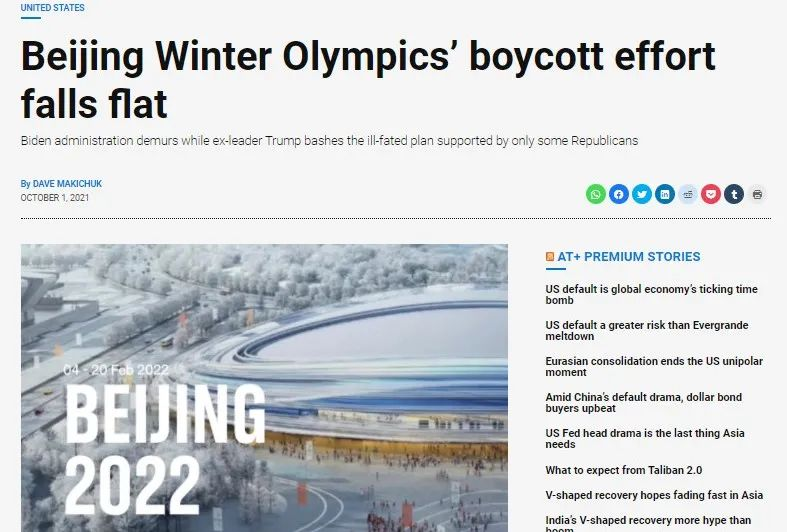 UNITED STATES
Beijing Winter Olympics’ boycott effort
falls flat
Biden administration demurs while ex-leader Trump bashes the ill-fated plan supported by only some Republicans
By DAVE MAKICHUK
OCTOBER 1, 2021
04 - 20 Feb 2022
BEIJING
2022
AT+ PREMIUM STORIES
US default is global economy’s ticking time
bomb
US default a greater risk than Evergrande
meltdown
Eurasian consolidation ends the US unipolar
moment
Amid China’s default drama, dollar bond
buyers upbeat
US Fed head drama is the last thing Asia
needs
What to expect from Taliban 2.0
V-shaped recovery hopes fading fast in Asia
India’s V-shaped recovery more hype than
boom